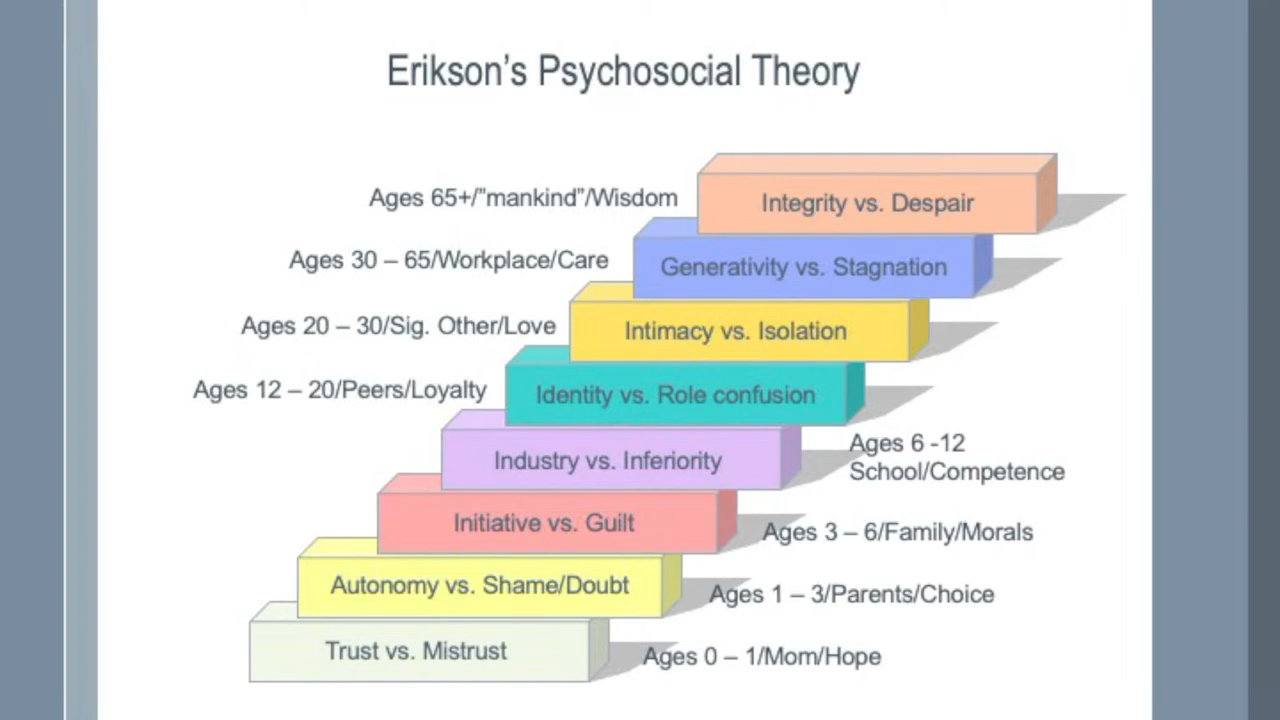 Erikson’s Psychosocial Theory
Ages 65+/”mankind”/Wisdom
Integrity vs. Despair
Ages 30 – 65/Workplace/Care
Generativity vs. Stagnation
Ages 20 – 30/Sig. Other/Love
Intimacy vs. Isolation
Ages 12 – 20/Peers/Loyalty
Identity vs. Role confusion
Industry vs. Inferiority
Ages 6 -12
School/Competence
Initiative vs. Guilt
Ages 3 – 6/Family/Morals
Autonomy vs. Shame/Doubt
Ages 1 – 3/Parents/Choice
Trust vs. Mistrust
Ages 0 – 1/Mom/Hope